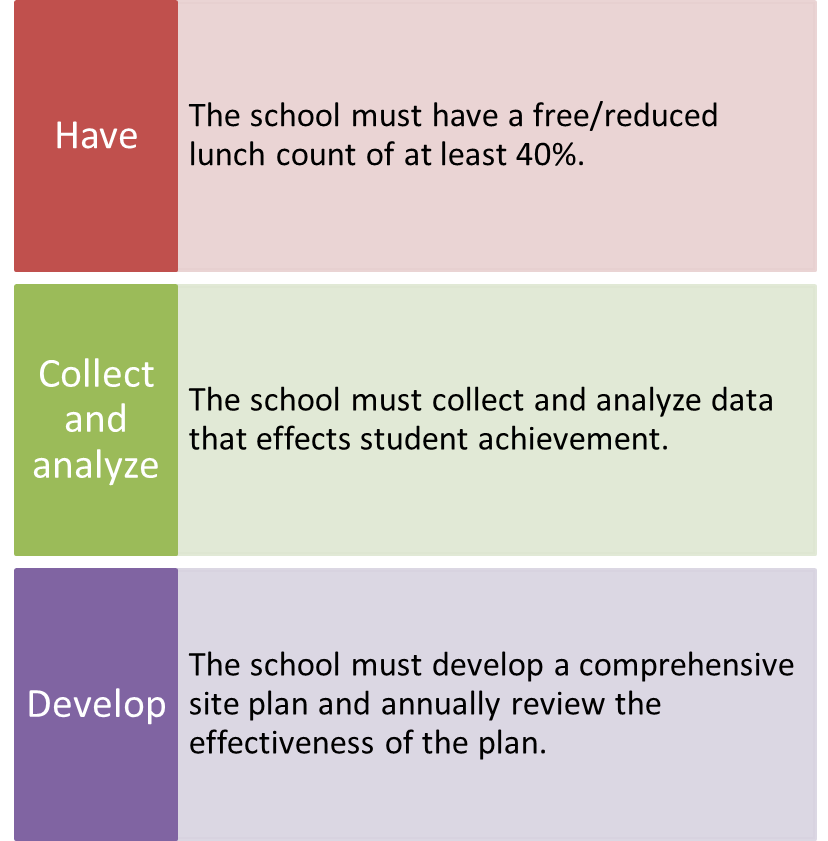 Have
The school must have a free/reduced
lunch count of at least 40%.
Collect
and
analyze
The school must collect and analyze data
that effects student achievement.
Develop
The school must develop a comprehensive
site plan and annually review the
effectiveness of the plan.